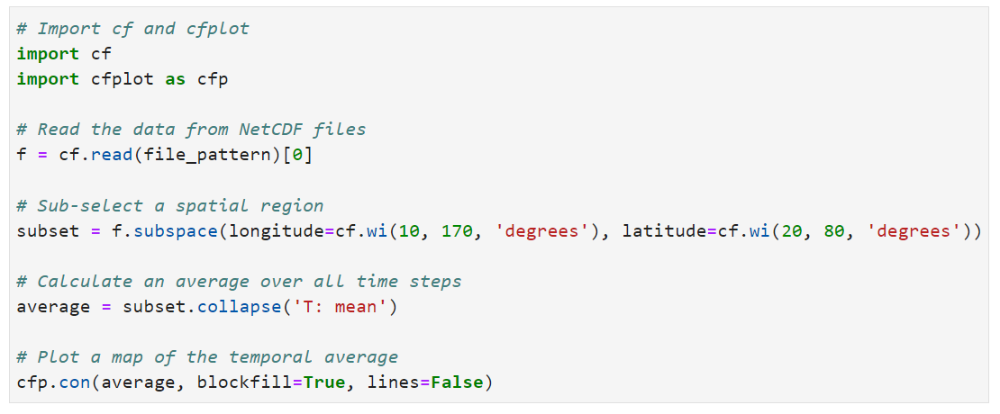 # Import cf and cfplot
import cf
import cfplot as cfp
# Read the data from NetCDF files
f = cf.read(file_pattern)[0]
# Sub-select a spatial region
subset = f.subspace(longitude=cf.wi(10, 170, 'degrees'), latitude=cf.wi(20, 80, 'degrees'))
# Calculate an average over all time steps
average = subset.collapse('T: mean')
# Plot a map of the temporal average
cfp.con(average, blockfill=True, lines=False)